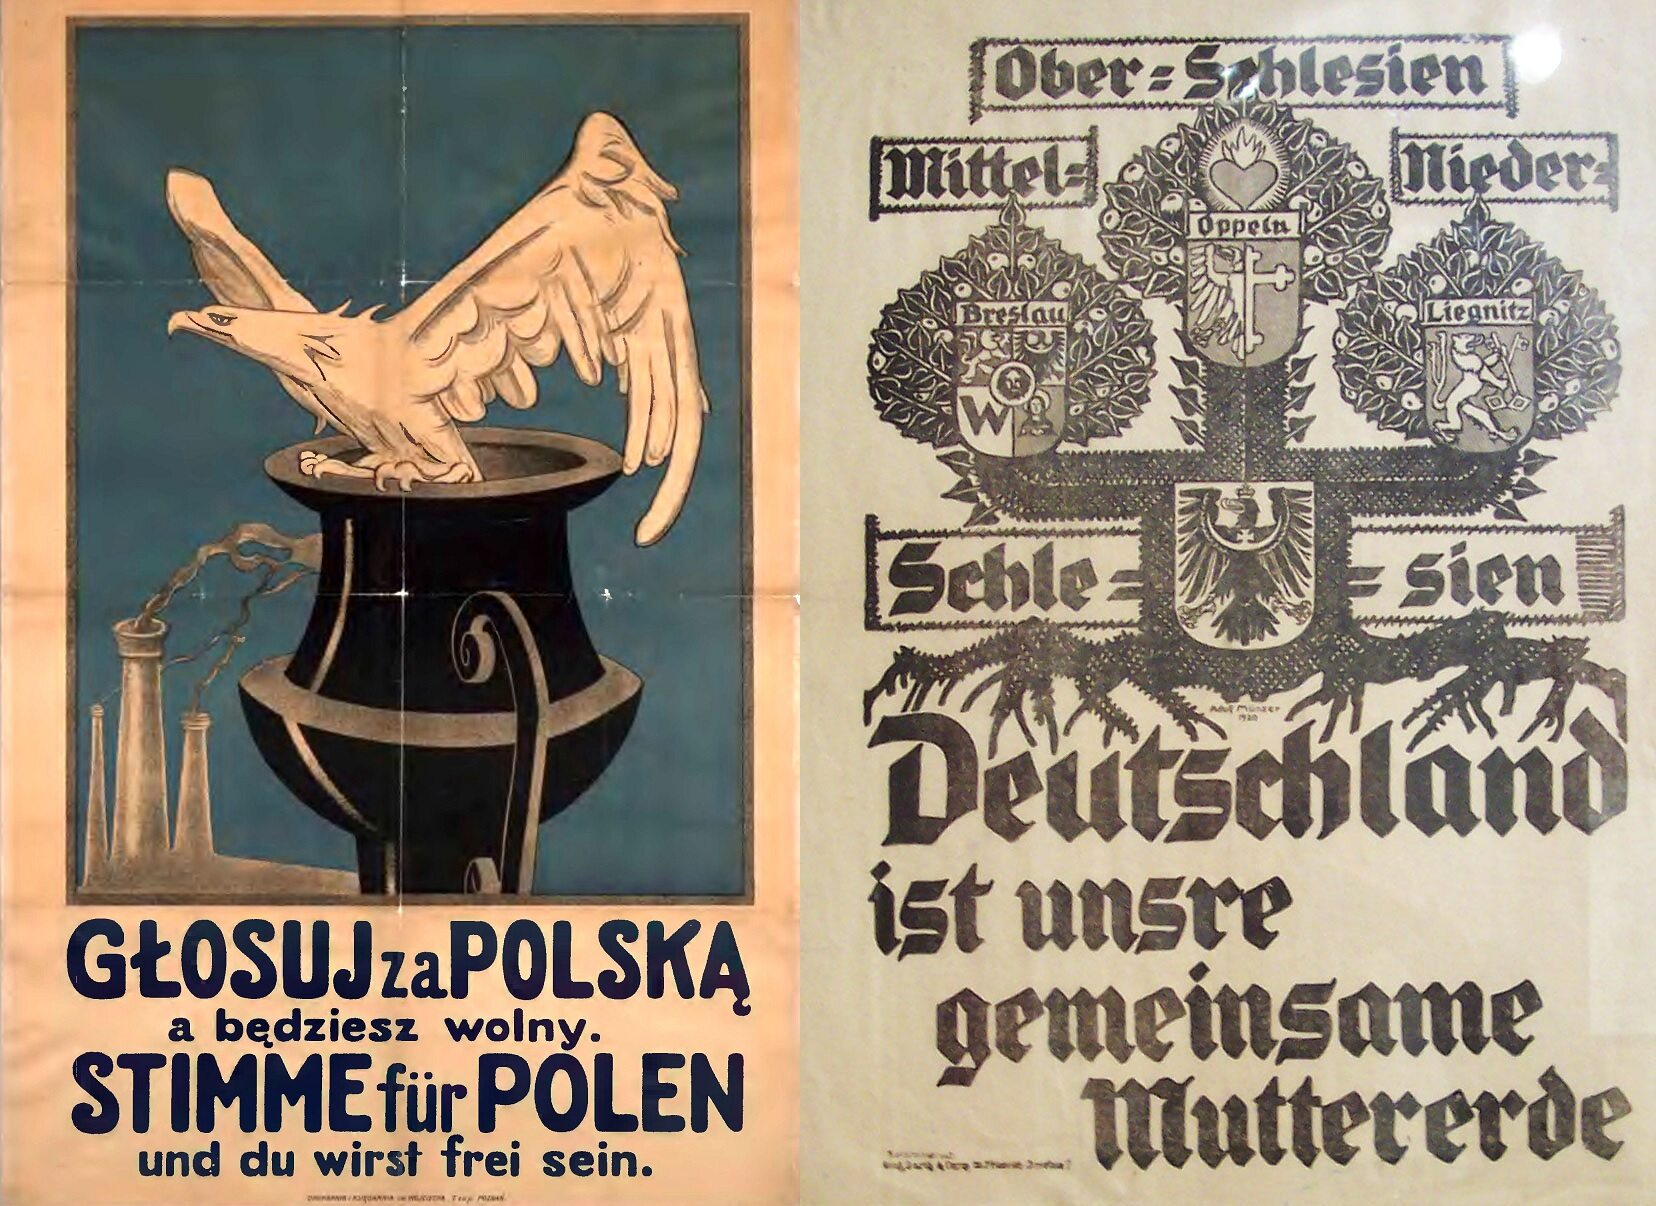 GŁOSUJ za POLSKĄ
a będziesz wolny.
STIMME für POLEN
und du wirst frei sein.
Ober=Schlesien
Mittel=
Nieder=
Oppeln
Breslau
Liegnitz
W
Schle=
=sien
Adolf Münzer
1920
Deutschland
ist unsre
gemeinsame
Muttererde